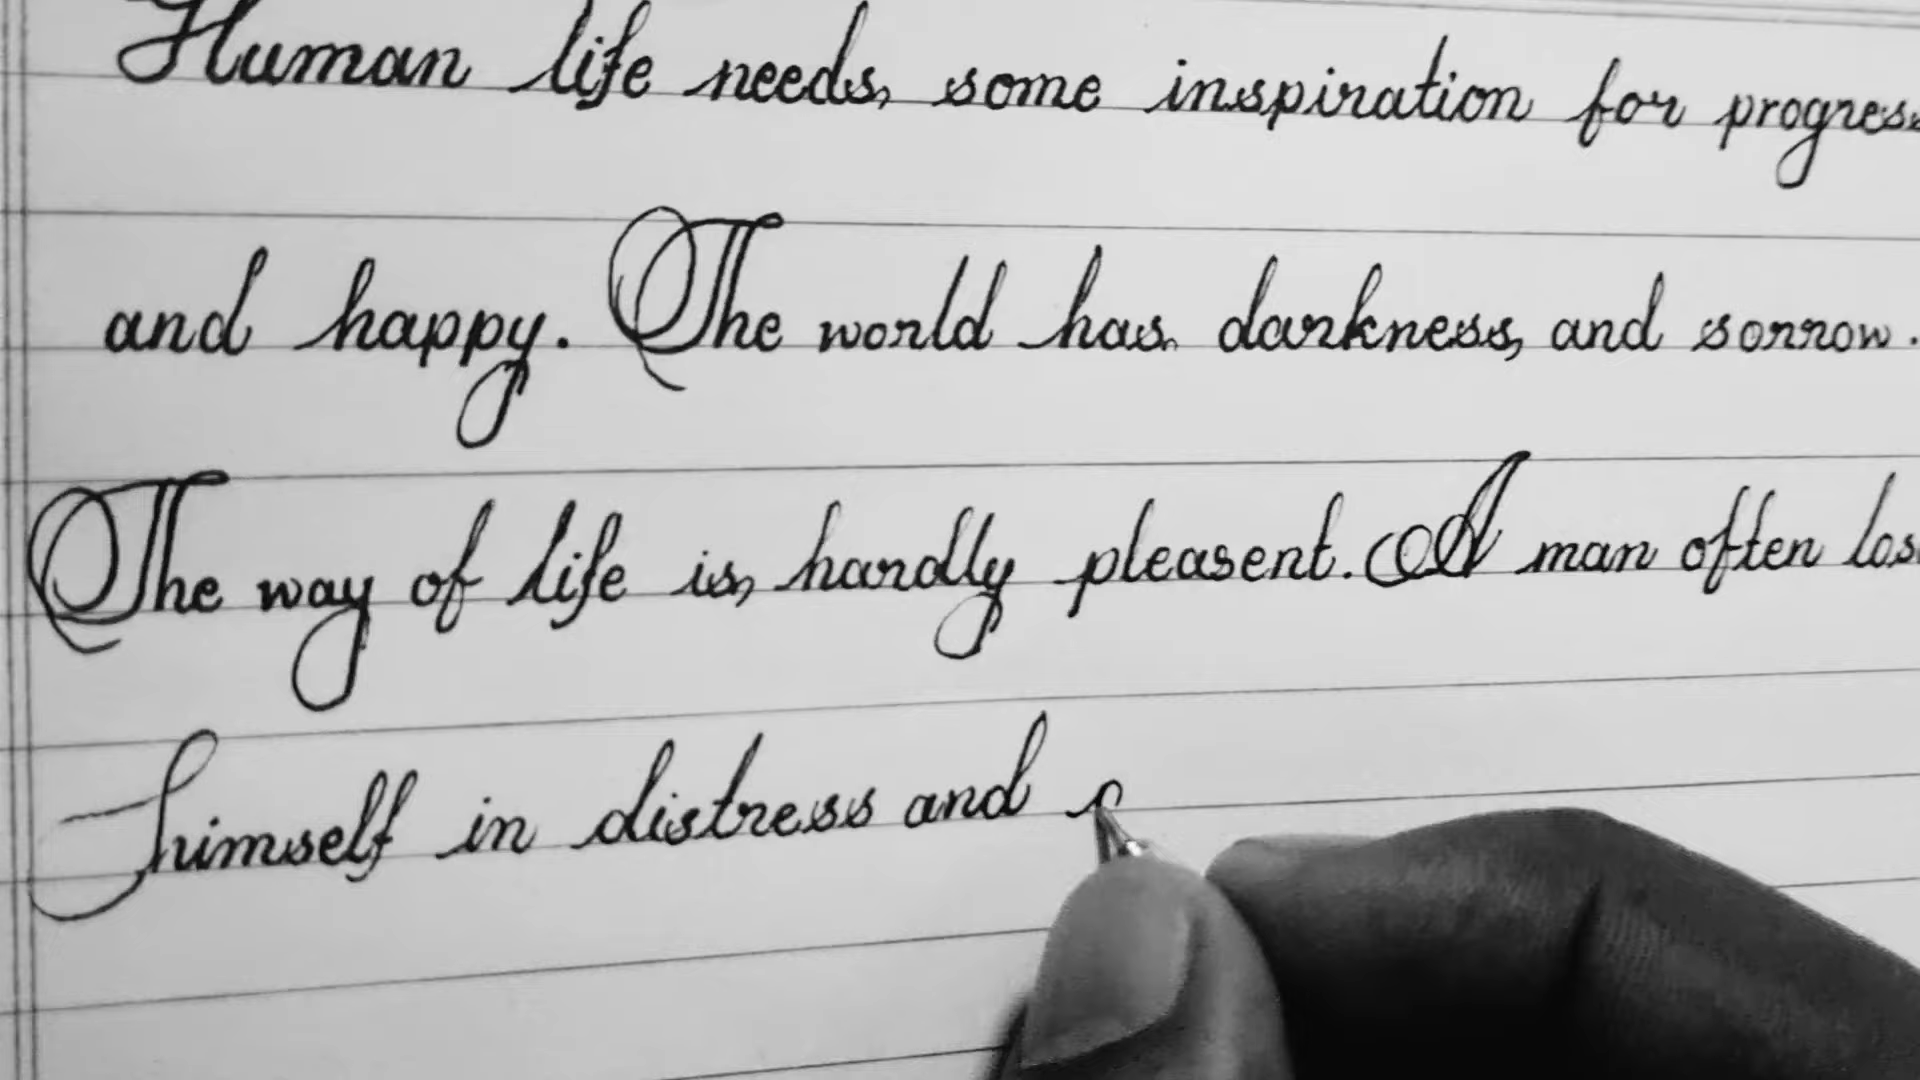 Human life needs some inspiration for progress
and happy. The world has darkness and sorrow.
The way of life is hardly pleasent. A man often los
himself in distress and